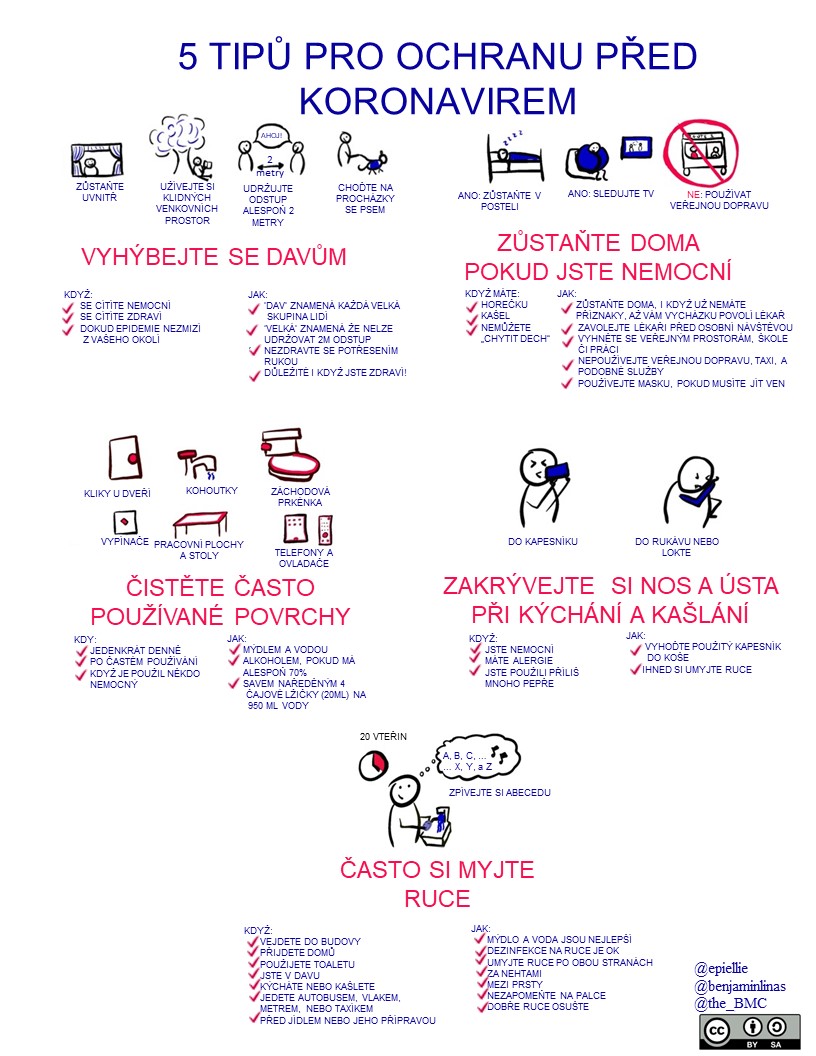 5 TIPŮ PRO OCHRANU PŘED
KORONAVIREM
ZŮSTAŇTE
UVNITŘ
UŽÍVEJTE SI
KLIDNÝCH
VENKOVNÍCH
PROSTOR
AHOJ!
2
metry
UDRŽUJTE
ODSTUP
ALESPOŇ 2
METRY
CHOĎTE NA
PROCHÁZKY
SE PSEM
VYHÝBEJTE SE DAVŮM
KDYŽ:
SE CÍTÍTE NEMOCNÍ
SE CÍTÍTE ZDRAVÍ
DOKUD EPIDEMIE NEZMIZÍ
Z VAŠEHO OKOLÍ
JAK:
"DAV" ZNAMENÁ KAŽDÁ VELKÁ
SKUPINA LIDÍ
"VELKÁ" ZNAMENÁ ŽE NELZE
UDRŽOVAT 2M ODSTUP
NEZDRAVTE SE POTŘESENÍM
RUKOU
DŮLEŽITÉ I KDYŽ JSTE ZDRAVÍ!
ZZZZ
ANO: ZŮSTAŇTE V
POSTELI
ANO: SLEDUJTE TV
NE: POUŽÍVAT
VEŘEJNOU DOPRAVU
ZŮSTAŇTE DOMA
POKUD JSTE NEMOCNÍ
KDYŽ MÁTE:
HOREČKU
KAŠEL
NEMŮŽETE
„CHYTIT DECH"
JAK:
ZŮSTAŇTE DOMA, I KDYŽ UŽ NEMÁTE
PŘÍZNAKY, AŽ VÁM VYCHÁZKU POVOLÍ LÉKAŘ
ZAVOLEJTE LÉKAŘI PŘED OSOBNÍ NÁVŠTĚVOU
VYHNĚTE SE VEŘEJNÝM PROSTORÁM, ŠKOLE
ČI PRÁCI
NEPOUŽÍVEJTE VEŘEJNOU DOPRAVU, TAXI, A
PODOBNÉ SLUŽBY
POUŽÍVEJTE MASKU, POKUD MUSÍTE JÍT VEN
KLIKY U DVEŘÍ
KOHOUTKY
ZÁCHODOVÁ
PRKÉNKA
VYPÍNAČE
PRACOVNÍ PLOCHY
A STOLY
TELEFONY A
OVLADAČE
ČISTĚTE ČASTO
POUŽÍVANÉ POVRCHY
KDY:
JEDENKRÁT DENNĚ
PO ČASTÉM POUŽÍVÁNÍ
KDYŽ JE POUŽIL NĚKDO
NEMOCNÝ
JAK:
MÝDLEM A VODOU
ALKOHOLEM, POKUD MÁ
ALESPOŇ 70%
SAVEM NAŘEDĚNÝM 4
ČAJOVÉ LŽIČKY (20ML) NA
950 ML VODY
DO KAPESNÍKU
DO RUKÁVU NEBO
LOKTE
ZAKRÝVEJTE SI NOS A ÚSTA
PŘI KÝCHÁNÍ A KAŠLÁNÍ
KDYŽ:
JSTE NEMOCNÍ
MÁTE ALERGIE
JSTE POUŽILI PŘÍLIŠ
MNOHO PEPŘE
JAK:
VYHOĎTE POUŽITÝ KAPESNÍK
DO KOŠE
IHNED SI UMYJTE RUCE
20 VTEŘIN
A, B, C, ...
... X, Y, a Z
ZPÍVEJTE SI ABECEDU
ČASTO SI MYJTE
RUCE
KDYŽ:
VEJDETE DO BUDOVY
PŘIJDETE DOMŮ
POUŽIJETE TOALETU
JSTE V DAVU
KÝCHÁTE NEBO KAŠLETE
JEDETE AUTOBUSEM, VLAKEM,
METREM, NEBO TAXÍKEM
PŘED JÍDLEM NEBO JEHO PŘÍPRAVOU
JAK:
MÝDLO A VODA JSOU NEJLEPŠÍ
DEZINFEKCE NA RUCE JE OK
UMYJTE RUCE PO OBOU STRANÁCH
ZA NEHTAMI
MEZI PRSTY
NEZAPOMEŇTE NA PALCE
DOBŘE RUCE OSUŠTE
@epiellie
@benjaminlinas
@the_BMC
CC BY SA